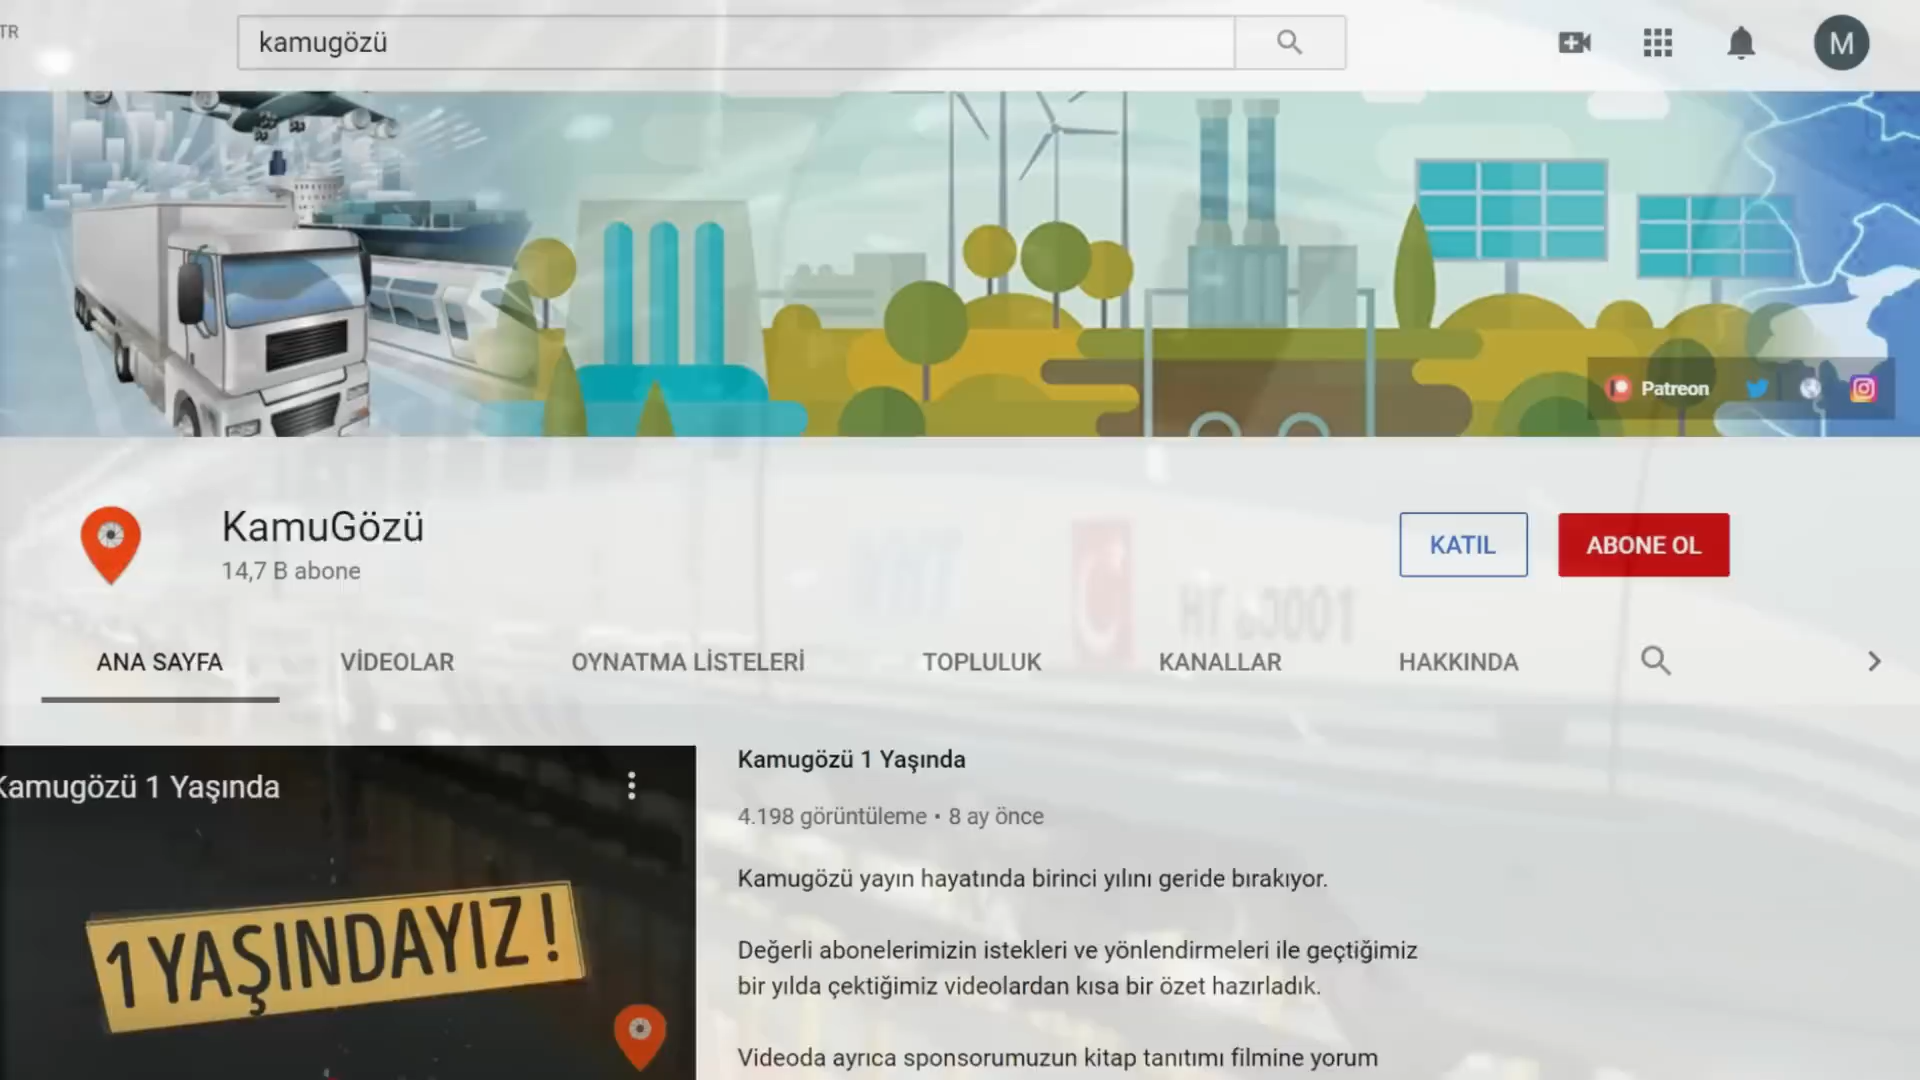 TR
kamugözü
M
Patreon
KamuGözü
14,7 B abone
KATIL
ABONE OL
ANA SAYFA
VİDEOLAR
OYNATMA LİSTELERİ
TOPLULUK
KANALLAR
HAKKINDA
Kamugözü 1 Yaşında
1 YAŞINDAYIZ!
Kamugözü 1 Yaşında
4.198 görüntüleme • 8 ay önce
Kamugözü yayın hayatında birinci yılını geride bırakıyor.
Değerli abonelerimizin istekleri ve yönlendirmeleri ile geçtiğimiz
bir yılda çektiğimiz videolardan kısa bir özet hazırladık.
Videoda ayrıca sponsorumuzun kitap tanıtımı filmine yorum